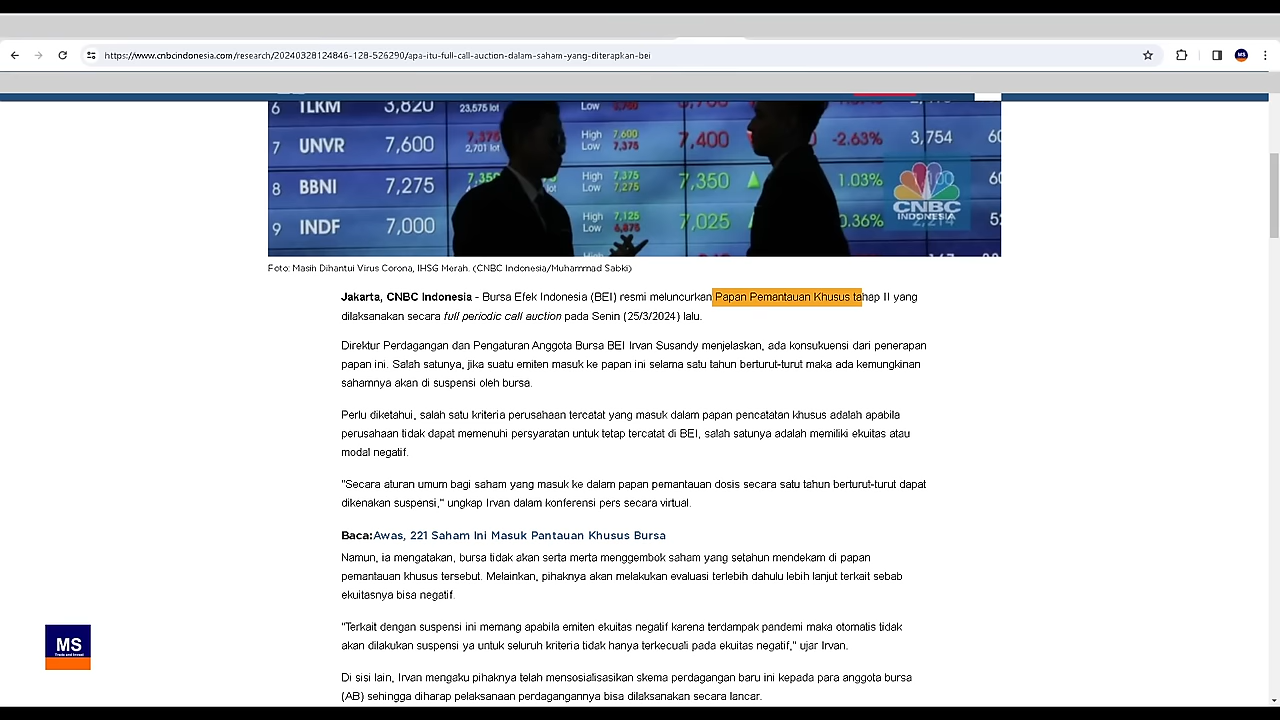 https://www.cnbcindonesia.com/research/20240328124846-128-526290/apa-itu-full-call-auction-dalam-saham-yang-diterapkan-bei
MS
6 TLKM 3,820 23,575 lot Low
7 UNVR 7,600 7,375 2,701 lot High 7,600 Low 7,375 7,400 -2.63% 3,754
8 BBNI 7,275 7,350 lot High 7,375 Low 7,275 7,350 1.03%
9 INDF 7,000 High 7,125 Low 6,875 7,025 0.36%
CNBC
INDONESIA
Foto: Masih Dihantui Virus Corona, IHSG Merah. (CNBC Indonesia/Muhammad Sabki)
Jakarta, CNBC Indonesia - Bursa Efek Indonesia (BEI) resmi meluncurkan Papan Pemantauan Khusus tahap II yang
dilaksanakan secara full periodic call auction pada Senin (25/3/2024) lalu.
Direktur Perdagangan dan Pengaturan Anggota Bursa BEI Irvan Susandy menjelaskan, ada konsukuensi dari penerapan
papan ini. Salah satunya, jika suatu emiten masuk ke papan ini selama satu tahun berturut-turut maka ada kemungkinan
sahamnya akan di suspensi oleh bursa.
Perlu diketahui, salah satu kriteria perusahaan tercatat yang masuk dalam papan pencatatan khusus adalah apabila
perusahaan tidak dapat memenuhi persyaratan untuk tetap tercatat di BEI, salah satunya adalah memiliki ekuitas atau
modal negatif.
"Secara aturan umum bagi saham yang masuk ke dalam papan pemantauan dosis secara satu tahun berturut-turut dapat
dikenakan suspensi," ungkap Irvan dalam konferensi pers secara virtual.
Baca:Awas, 221 Saham Ini Masuk Pantauan Khusus Bursa
Namun, ia mengatakan, bursa tidak akan serta merta menggembok saham yang setahun mendekam di papan
pemantauan khusus tersebut. Melainkan, pihaknya akan melakukan evaluasi terlebih dahulu lebih lanjut terkait sebab
ekuitasnya bisa negatif.
"Terkait dengan suspensi ini memang apabila emiten ekuitas negatif karena terdampak pandemi maka otomatis tidak
akan dilakukan suspensi ya untuk seluruh kriteria tidak hanya terkecuali pada ekuitas negatif," ujar Irvan.
Di sisi lain, Irvan mengaku pihaknya telah mensosialisasikan skema perdagangan baru ini kepada para anggota bursa
(AB) sehingga diharap pelaksanaan perdagangannya bisa dilaksanakan secara lancar.
MS
Trade and Invest